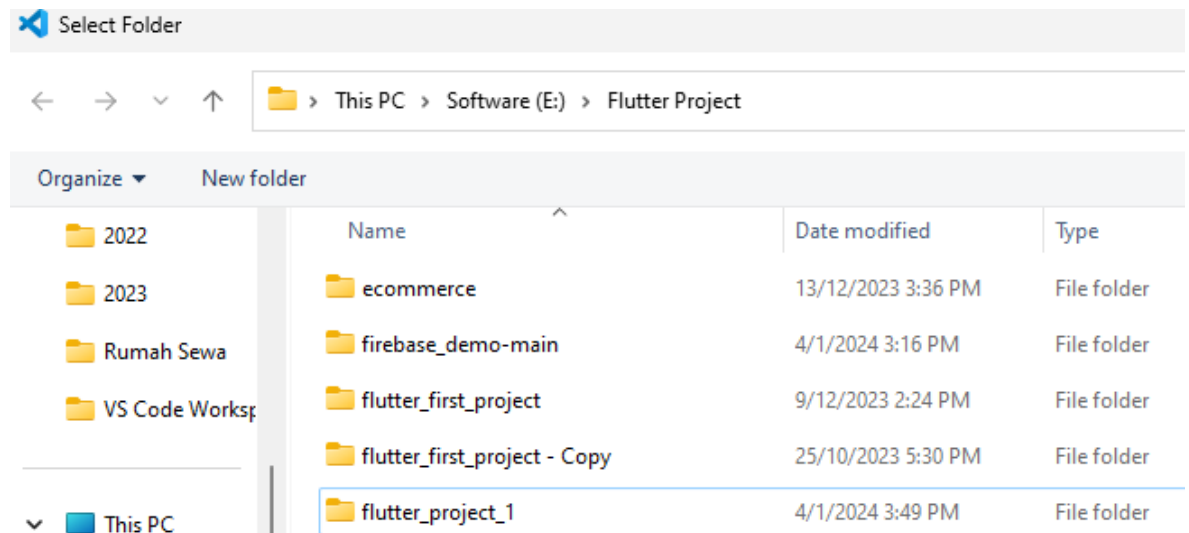 Select Folder
This PC > Software (E:) > Flutter Project
Organize New folder
Name Date modified Type
2022
2023
Rumah Sewa
VS Code Worksp
This PC
ecommerce 13/12/2023 3:36 PM File folder
firebase_demo-main 4/1/2024 3:16 PM File folder
flutter_first_project 9/12/2023 2:24 PM File folder
flutter_first_project - Copy 25/10/2023 5:30 PM File folder
flutter_project_1 4/1/2024 3:49 PM File folder